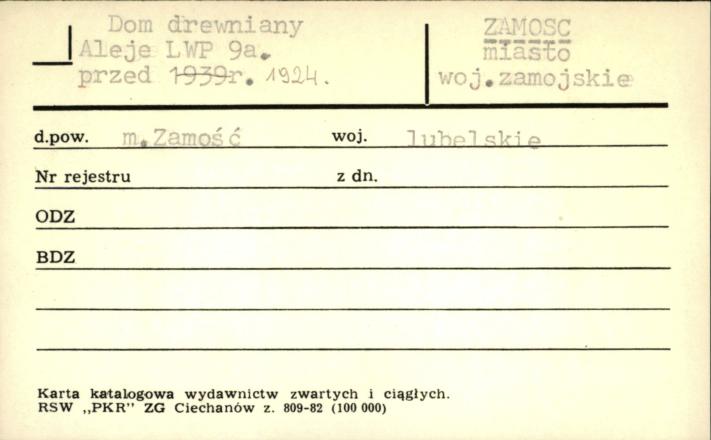 Dom drewniany
Aleje LWP 9a.
przed 1939r. 1924.
ZAMOSC
miasto
woj.zamojskie
d.pow. m.Zamość woj. lubelskie
Nr rejestru z dn.
ODZ
BDZ
Karta katalogowa wydawnictw zwartych i ciągłych.
RSW „PKR” ZG Ciechanów z. 809-82 (100 000)